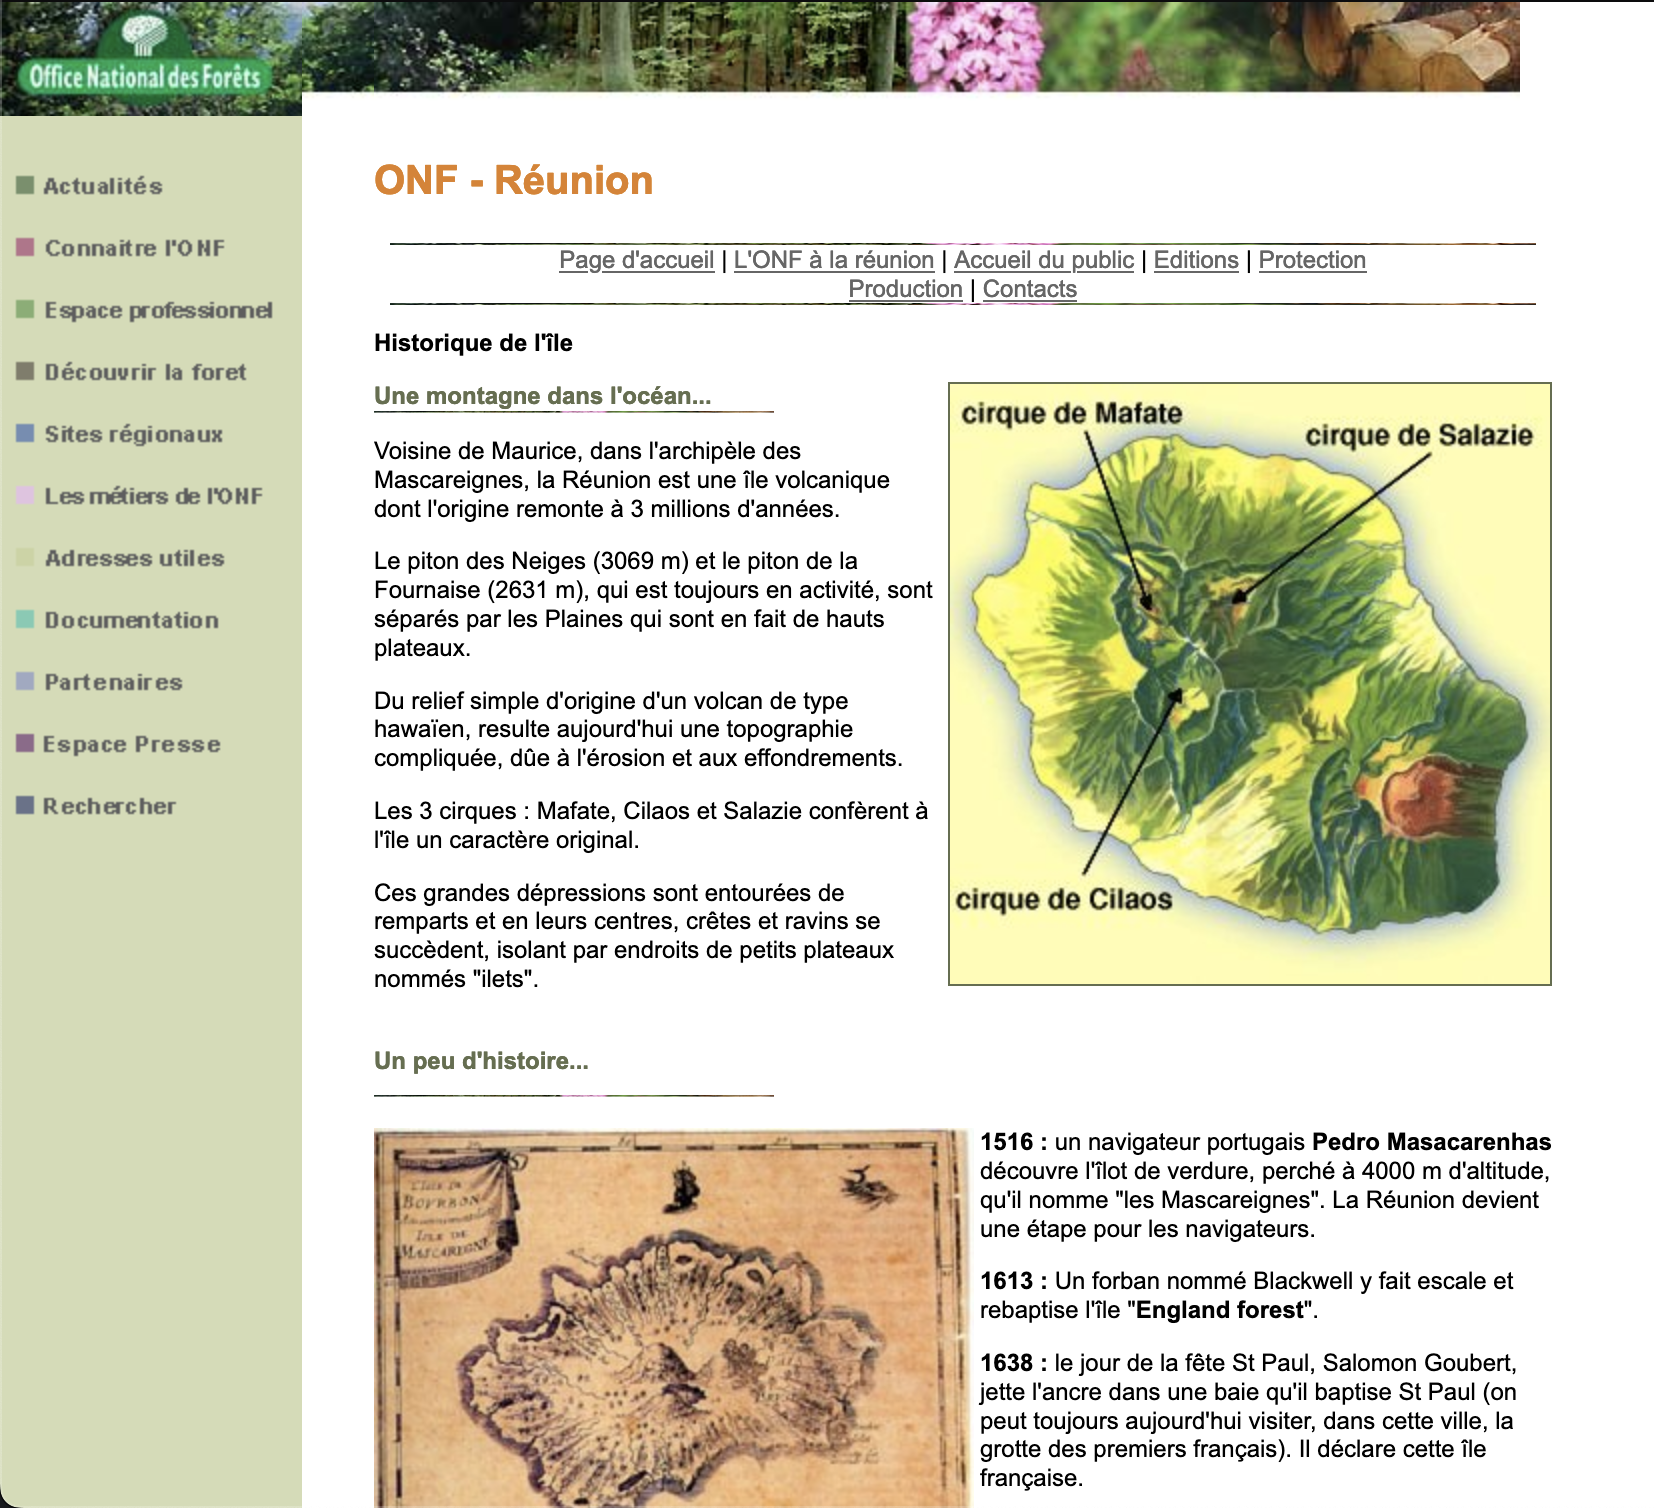 Office National des Forêts
Actualités
Connaitre l'ONF
Espace professionnel
Découvrir la foret
Sites régionaux
Les métiers de l'ONF
Adresses utiles
Documentation
Partenaires
Espace Presse
Rechercher
ONF - Réunion
Page d'accueil | L'ONF à la réunion | Accueil du public | Editions | Protection
Production | Contacts
Historique de l'île
Une montagne dans l'océan...
Voisine de Maurice, dans l'archipèle des
Mascareignes, la Réunion est une île volcanique
dont l'origine remonte à 3 millions d'années.
Le piton des Neiges (3069 m) et le piton de la
Fournaise (2631 m), qui est toujours en activité, sont
séparés par les Plaines qui sont en fait de hauts
plateaux.
Du relief simple d'origine d'un volcan de type
hawaïen, resulte aujourd'hui une topographie
compliquée, dûe à l'érosion et aux effondrements.
Les 3 cirques : Mafate, Cilaos et Salazie confèrent à
l'île un caractère original.
Ces grandes dépressions sont entourées de
remparts et en leurs centres, crêtes et ravins se
succèdent, isolant par endroits de petits plateaux
nommés "ilets".
cirque de Mafate
cirque de Salazie
cirque de Cilaos
Un peu d'histoire...
BOVRBON
ISLE DE
MASCAREIGNE
1516 : un navigateur portugais Pedro Masacarenhas
découvre l'îlot de verdure, perché à 4000 m d'altitude,
qu'il nomme "les Mascareignes". La Réunion devient
une étape pour les navigateurs.
1613 : Un forban nommé Blackwell y fait escale et
rebaptise l'île "England forest".
1638 : le jour de la fête St Paul, Salomon Goubert,
jette l'ancre dans une baie qu'il baptise St Paul (on
peut toujours aujourd'hui visiter, dans cette ville, la
grotte des premiers français). Il déclare cette île
française.